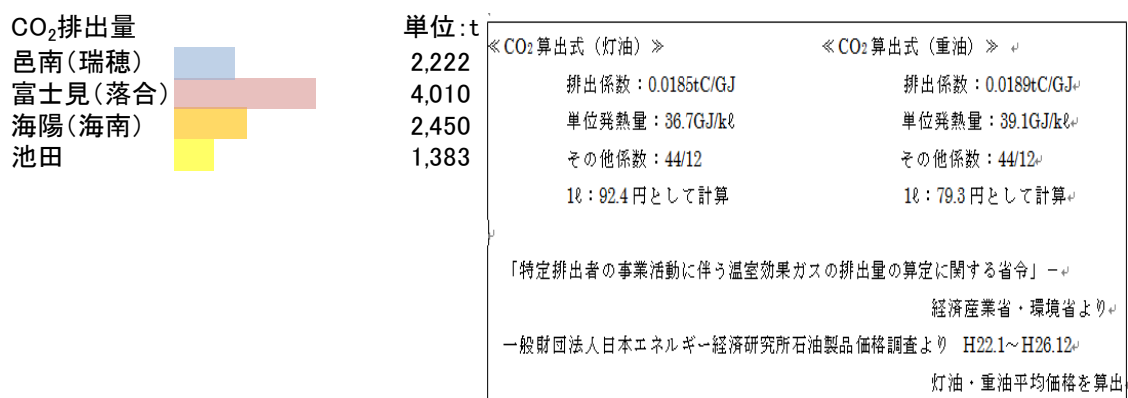 CO₂排出量 単位:t
邑南(瑞穂) 2,222
富士見(落合) 4,010
海陽(海南) 2,450
池田 1,383
≪CO₂算出式（灯油）≫ ≪CO₂算出式（重油）≫
排出係数：0.0185tC/GJ 排出係数：0.0189tC/GJ
単位発熱量：36.7GJ/kℓ 単位発熱量：39.1GJ/kℓ
その他係数：44/12 その他係数：44/12
1ℓ：92.4円として計算 1ℓ：79.3円として計算
「特定排出者の事業活動に伴う温室効果ガスの排出量の算定に関する省令」－
経済産業省・環境省より
一般財団法人日本エネルギー経済研究所石油製品価格調査より H22.1～H26.12
灯油・重油平均価格を算出